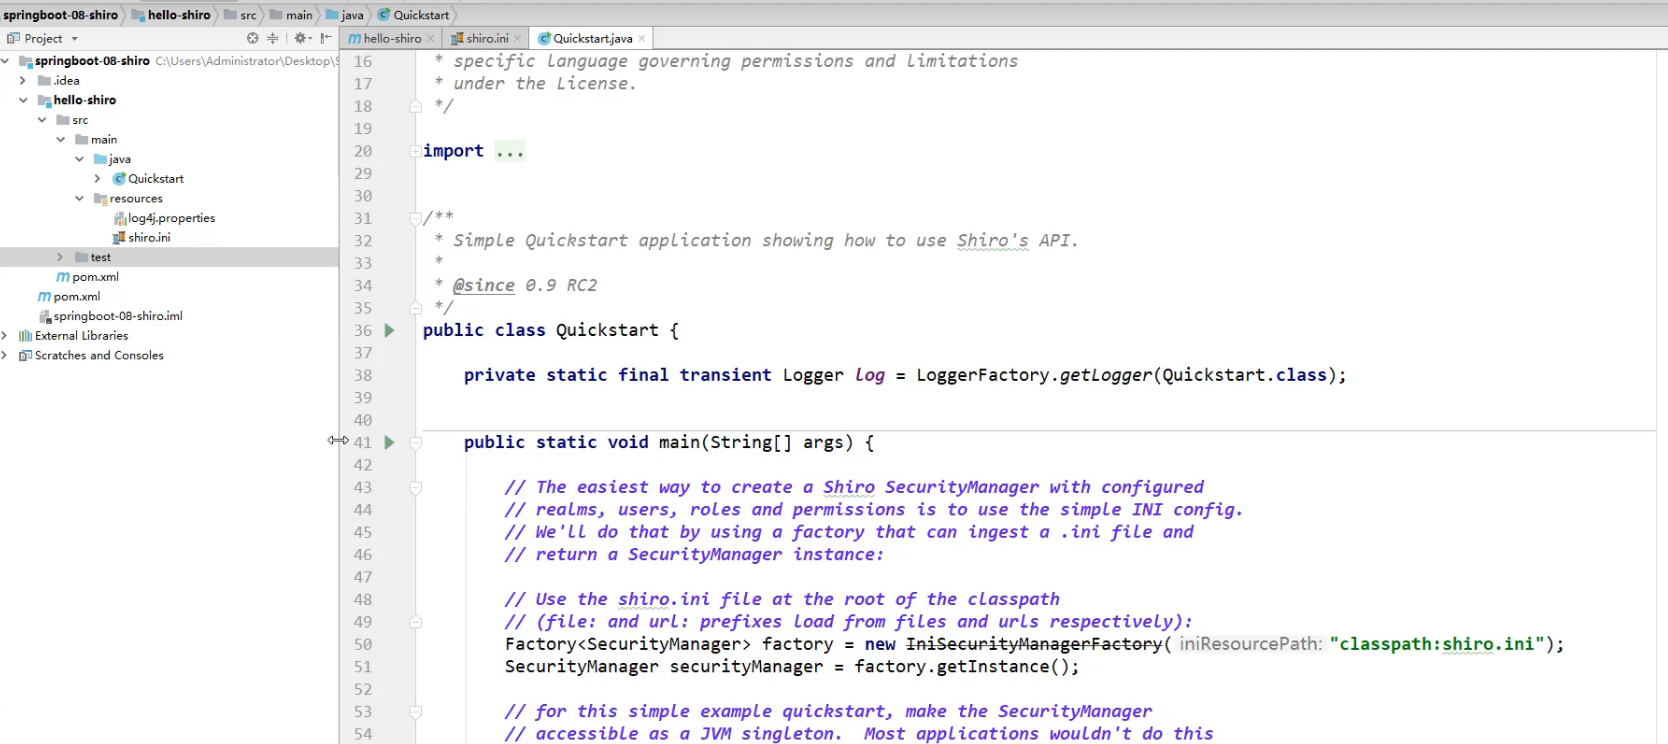 springboot-08-shiro hello-shiro src main java Quickstart
Project
hello-shiro shiro.ini Quickstart.java
springboot-08-shiro C:\Users\Administrator\Desktop\S
.idea
hello-shiro
src
main
java
Quickstart
resources
log4j.properties
shiro.ini
test
pom.xml
pom.xml
springboot-08-shiro.iml
External Libraries
Scratches and Consoles
16 * specific language governing permissions and limitations
17 * under the License.
18 */
19
20 import ...
29
30
31 /**
32 * Simple Quickstart application showing how to use Shiro's API.
33 *
34 * @since 0.9 RC2
35 */
36 public class Quickstart {
37
38 private static final transient Logger log = LoggerFactory.getLogger(Quickstart.class);
39
40
41 public static void main(String[] args) {
42
43 // The easiest way to create a Shiro SecurityManager with configured
44 // realms, users, roles and permissions is to use the simple INI config.
45 // We'll do that by using a factory that can ingest a .ini file and
46 // return a SecurityManager instance:
47
48 // Use the shiro.ini file at the root of the classpath
49 // (file: and url: prefixes load from files and urls respectively):
50 Factory<SecurityManager> factory = new IniSecurityManagerFactory( iniResourcePath: "classpath:shiro.ini");
51 SecurityManager securityManager = factory.getInstance();
52
53 // for this simple example quickstart, make the SecurityManager
54 // accessible as a JVM singleton.  Most applications wouldn't do this